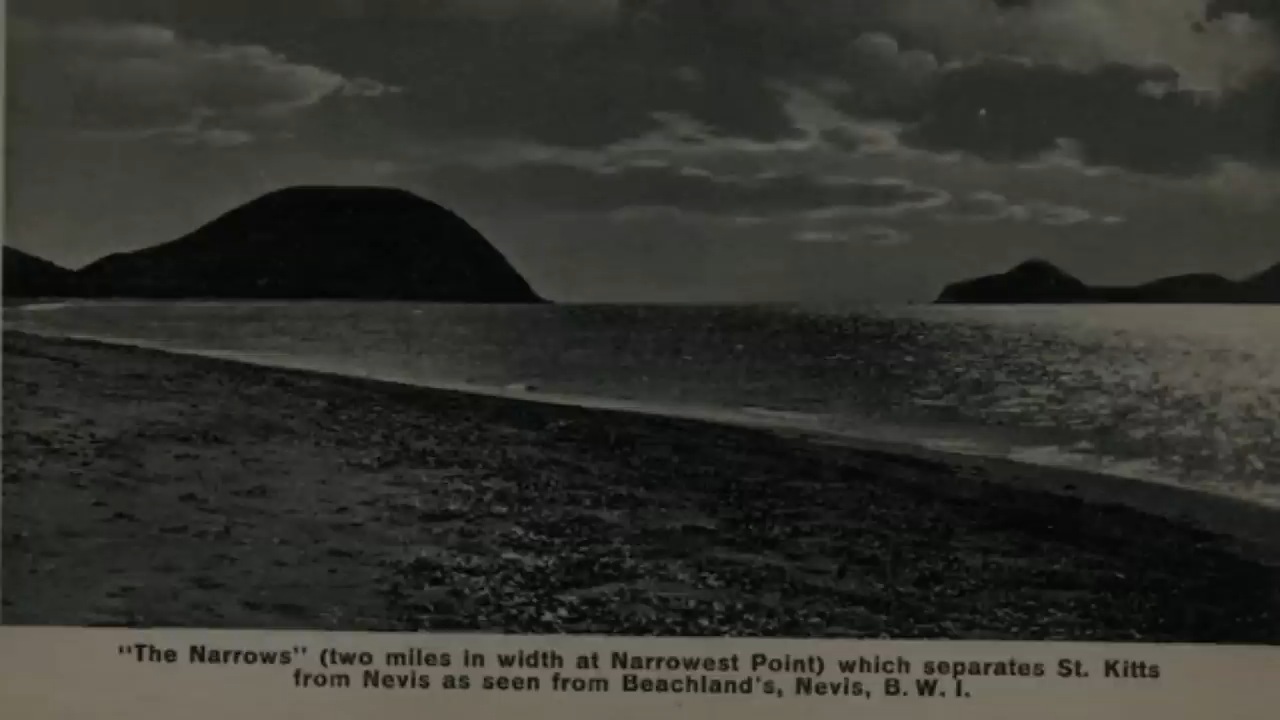 "The Narrows" (two miles in width at Narrowest Point) which separates St. Kitts
from Nevis as seen from Beachland's, Nevis, B. W. I.